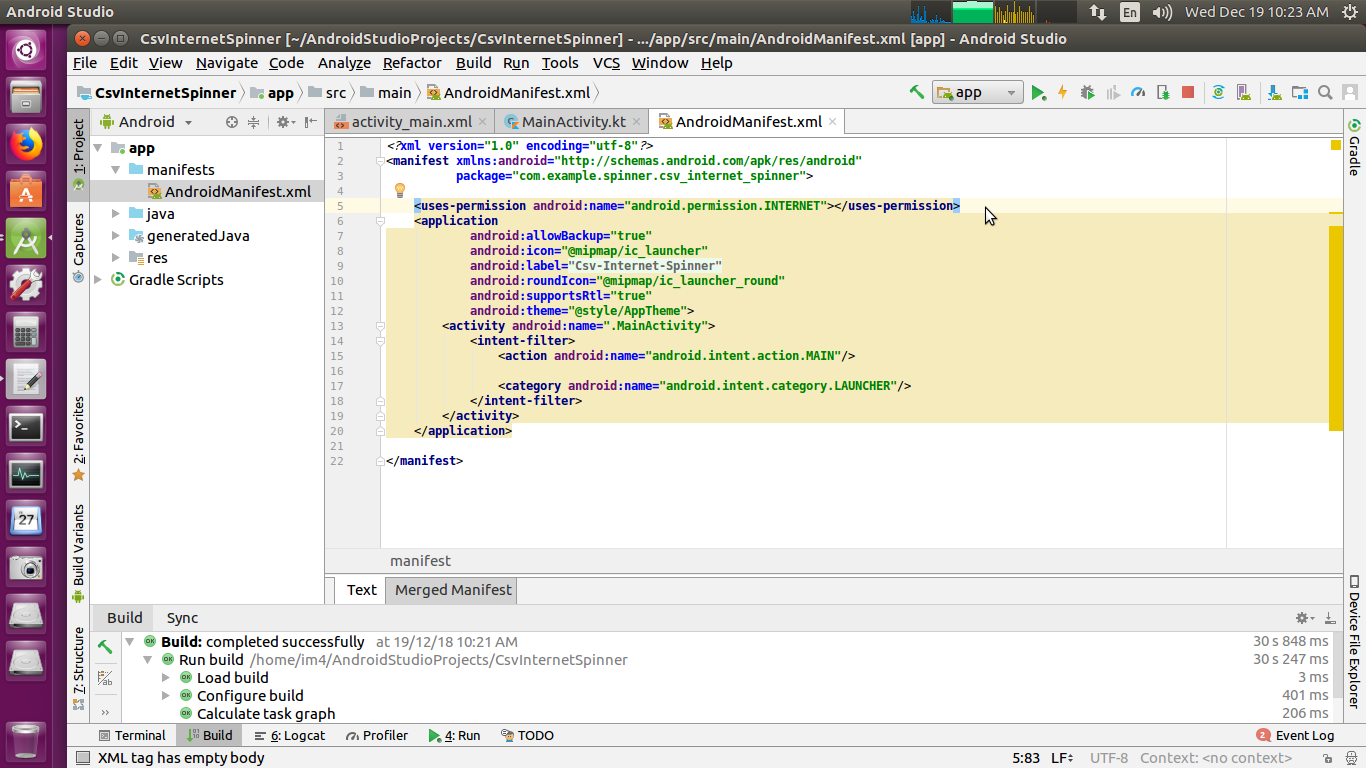 Android Studio
En
Wed Dec 19 10:23 AM
CsvInternetSpinner [~/AndroidStudioProjects/CsvInternetSpinner] - .../app/src/main/AndroidManifest.xml [app] - Android Studio
File Edit View Navigate Code Analyze Refactor Build Run Tools VCS Window Help
CsvInternetSpinner app src main AndroidManifest.xml
app
1: Project
Captures
2: Favorites
Build Variants
7: Structure
Android
app
manifests
AndroidManifest.xml
java
generatedJava
res
Gradle Scripts
activity_main.xml MainActivity.kt AndroidManifest.xml
1 <?xml version="1.0" encoding="utf-8"?>
2 <manifest xmlns:android="http://schemas.android.com/apk/res/android"
3 package="com.example.spinner.csv_internet_spinner">
4
5 <uses-permission android:name="android.permission.INTERNET"></uses-permission>
6 <application
7 android:allowBackup="true"
8 android:icon="@mipmap/ic_launcher"
9 android:label="Csv-Internet-Spinner"
10 android:roundIcon="@mipmap/ic_launcher_round"
11 android:supportsRtl="true"
12 android:theme="@style/AppTheme">
13 <activity android:name=".MainActivity">
14 <intent-filter>
15 <action android:name="android.intent.action.MAIN"/>
16
17 <category android:name="android.intent.category.LAUNCHER"/>
18 </intent-filter>
19 </activity>
20 </application>
21
22 </manifest>
manifest
Text Merged Manifest
Gradle
Device File Explorer
27
Build Sync
Build: completed successfully at 19/12/18 10:21 AM 30 s 848 ms
Run build /home/im4/AndroidStudioProjects/CsvInternetSpinner 30 s 247 ms
Load build 3 ms
Configure build 401 ms
Calculate task graph 206 ms
Terminal Build 6: Logcat Profiler 4: Run TODO 2 Event Log
XML tag has empty body 5:83 LF UTF-8 Context: <no context>